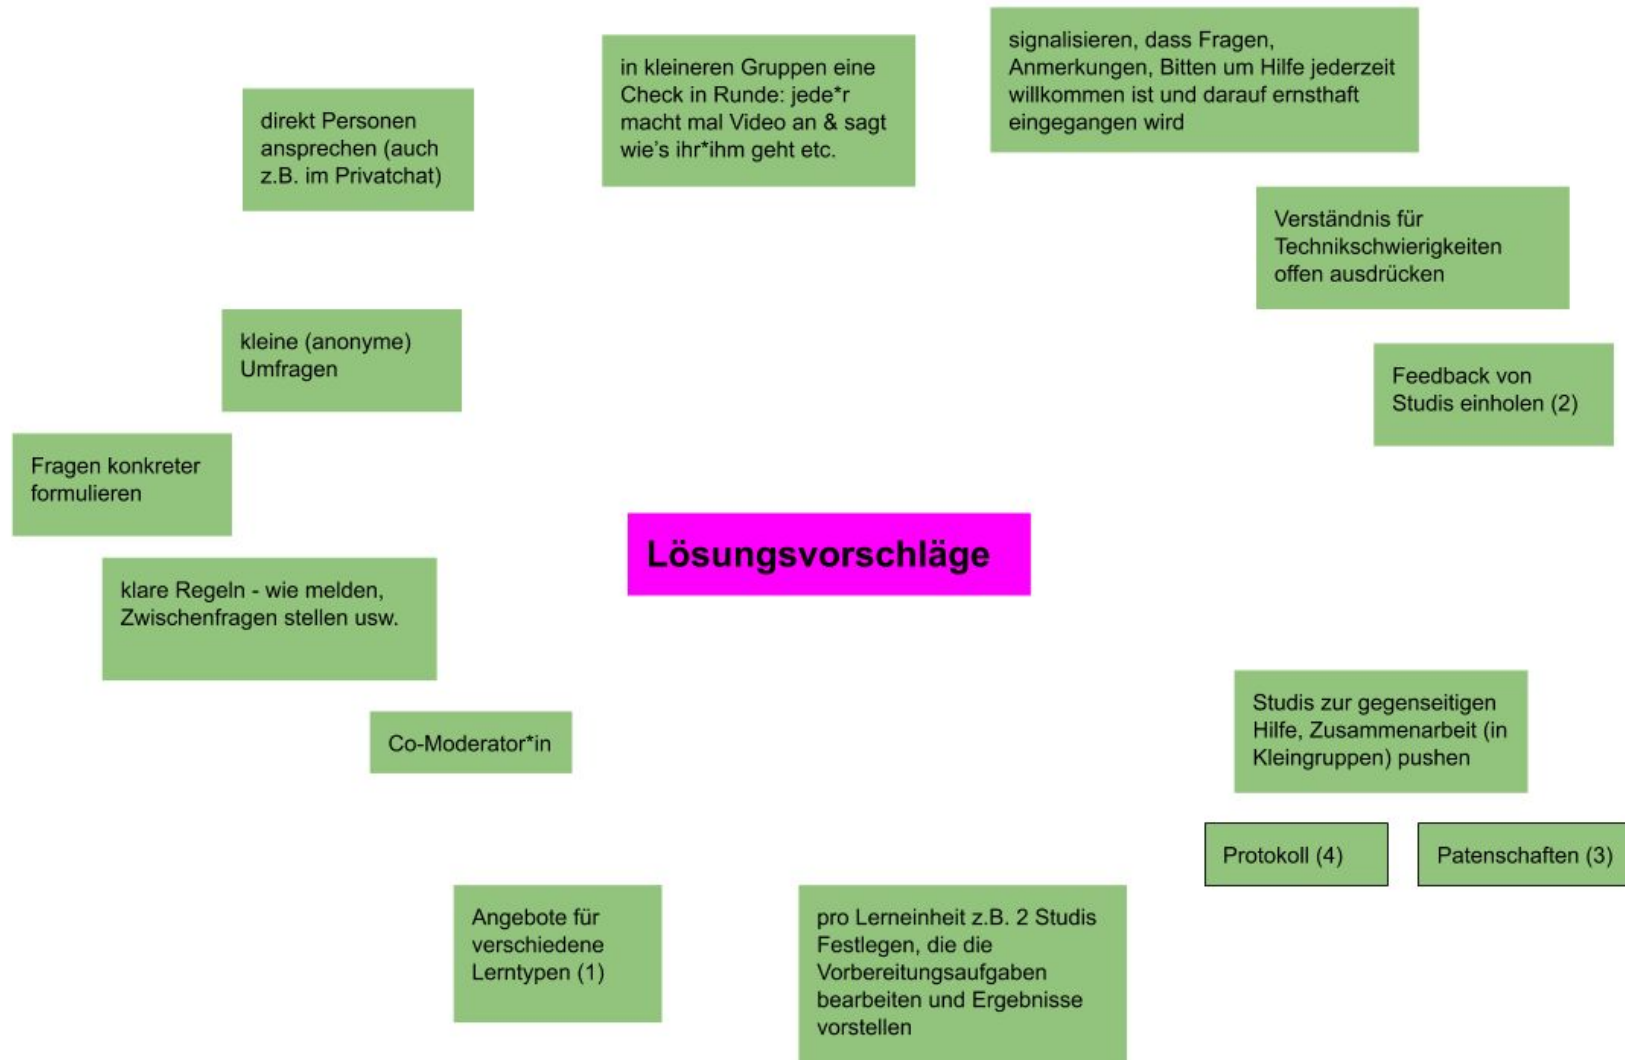 signalisieren, dass Fragen,
Anmerkungen, Bitten um Hilfe jederzeit
willkommen ist und darauf ernsthaft
eingegangen wird
in kleineren Gruppen eine
Check in Runde: jede*r
macht mal Video an & sagt
wie's ihr*ihm geht etc.
direkt Personen
ansprechen (auch
z.B. im Privatchat)
Verständnis für
Technikschwierigkeiten
offen ausdrücken
kleine (anonyme)
Umfragen
Feedback von
Studis einholen (2)
Fragen konkreter
formulieren
Lösungsvorschläge
klare Regeln - wie melden,
Zwischenfragen stellen usw.
Studis zur gegenseitigen
Hilfe, Zusammenarbeit (in
Kleingruppen) pushen
Co-Moderator*in
Protokoll (4)
Patenschaften (3)
Angebote für
verschiedene
Lerntypen (1)
pro Lerneinheit z.B. 2 Studis
Festlegen, die die
Vorbereitungsaufgaben
bearbeiten und Ergebnisse
vorstellen